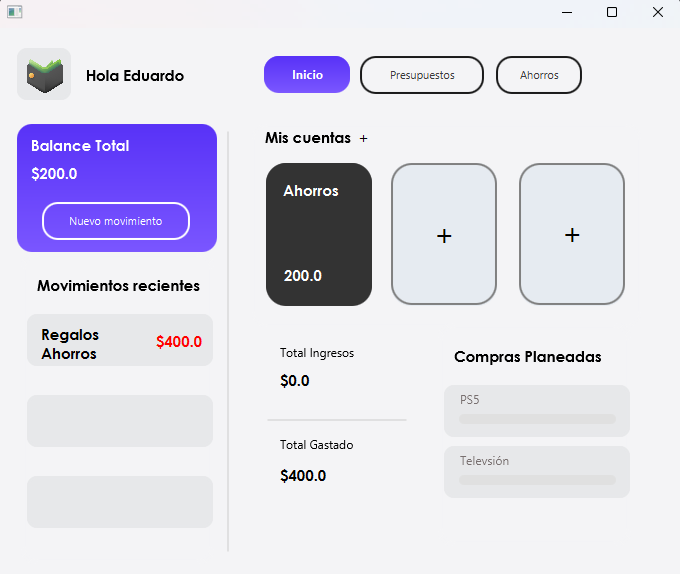 Hola Eduardo
Inicio
Presupuestos
Ahorros
Balance Total
$200.0
Nuevo movimiento
Movimientos recientes
Regalos
Ahorros
$400.0
Mis cuentas +
Ahorros
200.0
+
+
Total Ingresos
$0.0
Total Gastado
$400.0
Compras Planeadas
PS5
Televsión